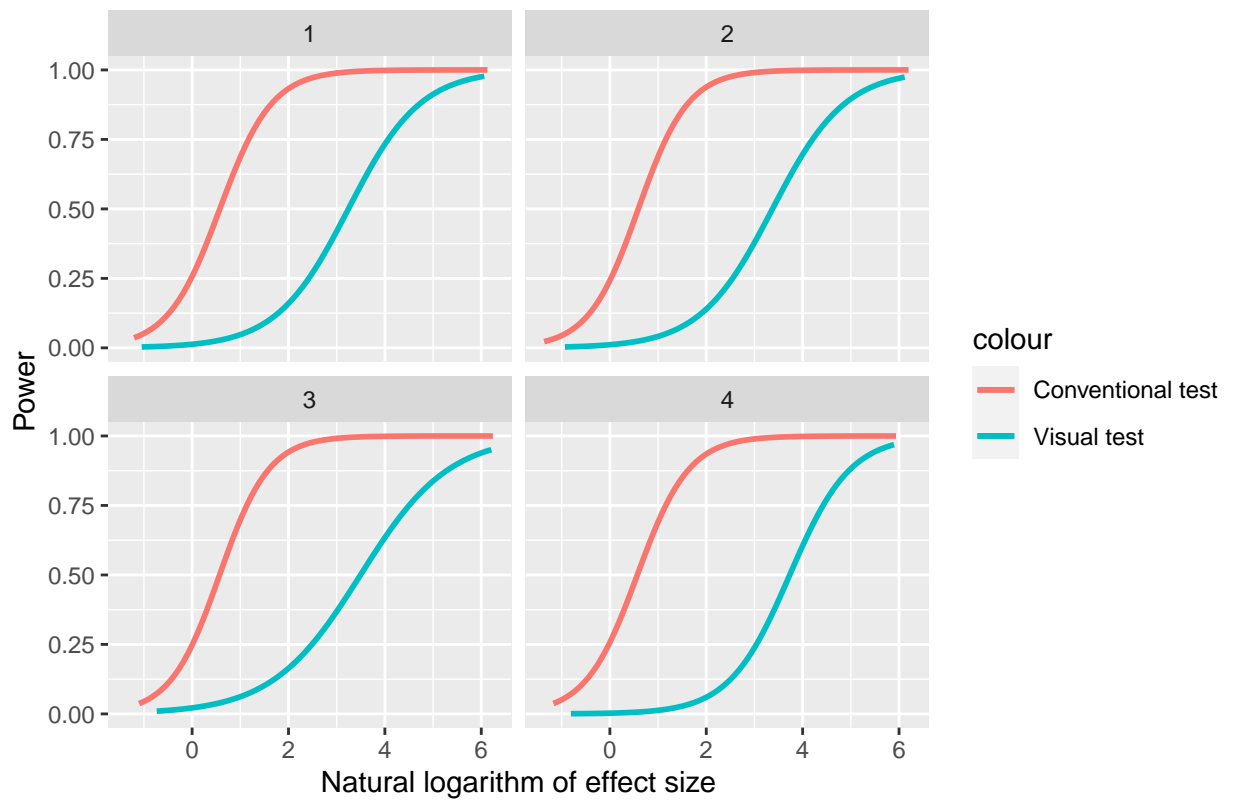 1
2
1.00
0.75
0.50
0.25
0.00
3
4
1.00
0.75
0.50
0.25
0.00
0 2 4 6
0 2 4 6
Power
Natural logarithm of effect size
colour
Conventional test
Visual test